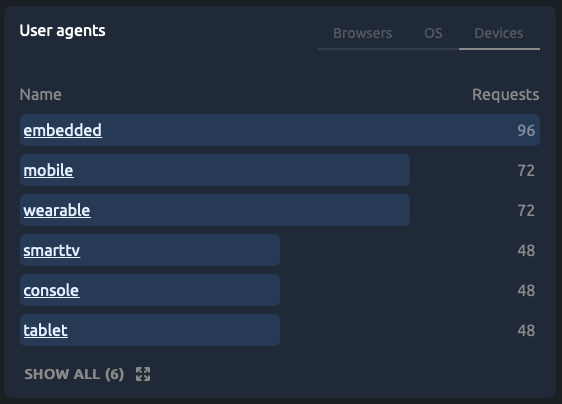 User agents
Browsers OS Devices
Name Requests
embedded 96
mobile 72
wearable 72
smarttv 48
console 48
tablet 48
SHOW ALL (6)